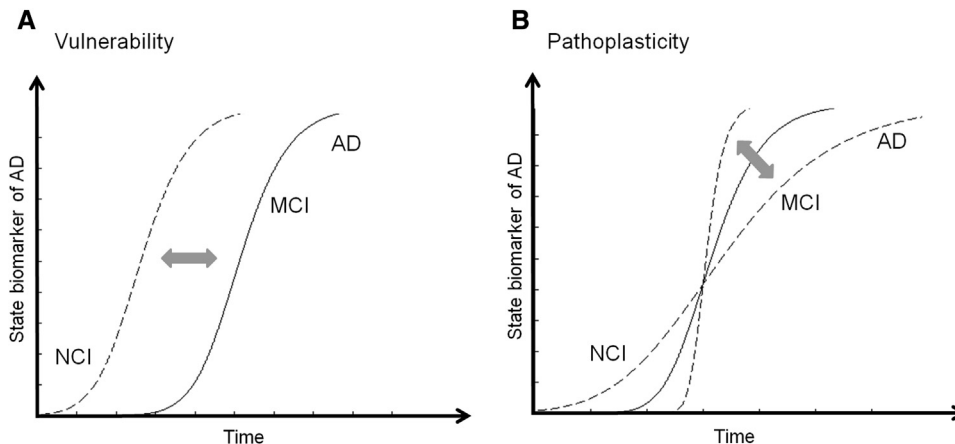 A
Vulnerability
State biomarker of AD
NCI
MCI
AD
Time
B
Pathoplasticity
State biomarker of AD
NCI
MCI
AD
Time